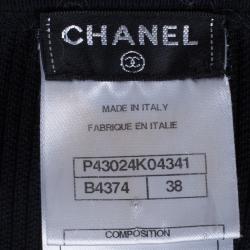 CHANEL
MADE IN ITALY
FABRIQUE EN ITALIE
P43024K04341
B4374 38
COMPOSITION